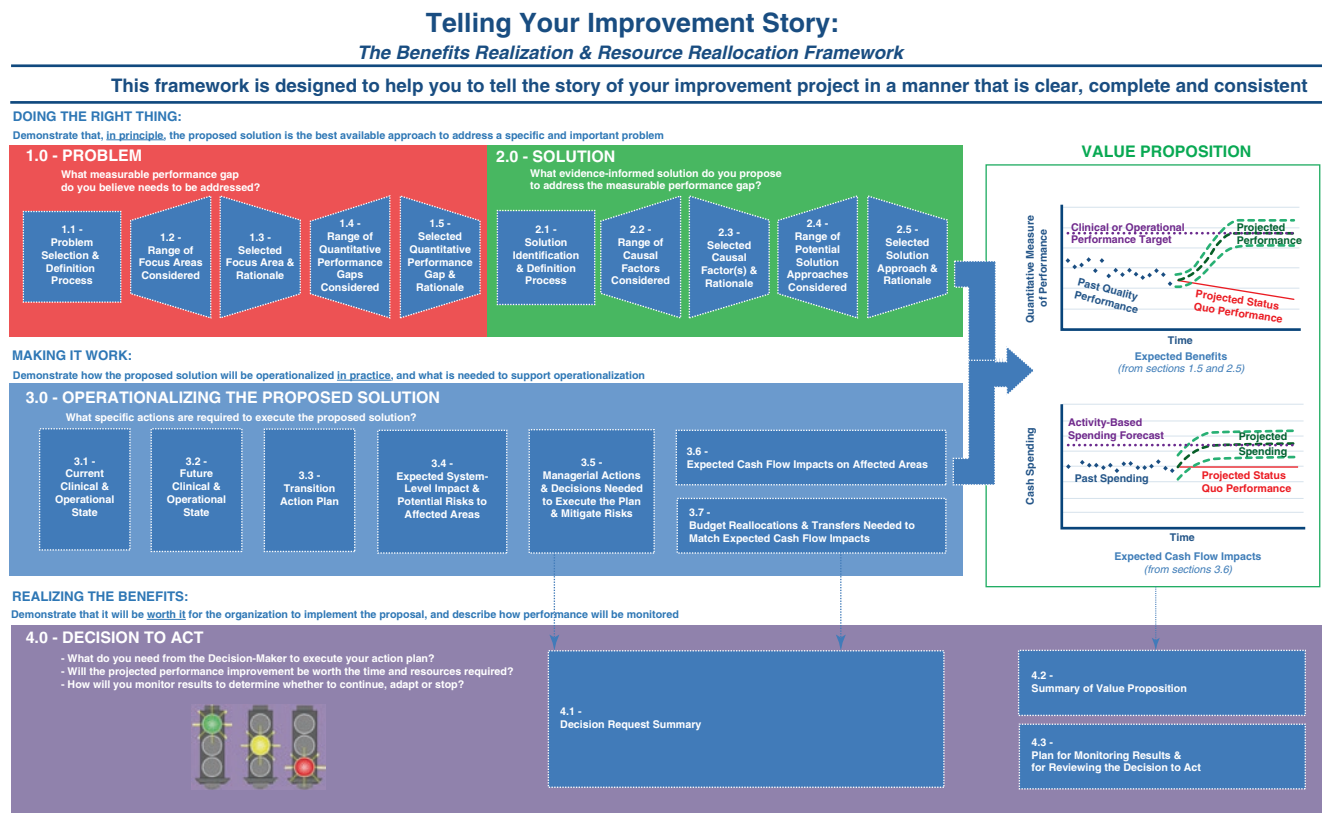 Telling Your Improvement Story:
The Benefits Realization & Resource Reallocation Framework
This framework is designed to help you to tell the story of your improvement project in a manner that is clear, complete and consistent
DOING THE RIGHT THING:
Demonstrate that, in principle, the proposed solution is the best available approach to address a specific and important problem
1.0 - PROBLEM
What measurable performance gap
do you believe needs to be addressed?
1.1 -
Problem
Selection &
Definition
Process
1.2 -
Range of
Focus Areas
Considered
1.3 -
Selected
Focus Area &
Rationale
1.4 -
Range of
Quantitative
Performance
Gaps
Considered
1.5 -
Selected
Quantitative
Performance
Gap &
Rationale
2.0 - SOLUTION
What evidence-informed solution do you propose
to address the measurable performance gap?
2.1 -
Solution
Identification
& Definition
Process
2.2 -
Range of
Causal
Factors
Considered
2.3 -
Selected
Causal
Factor(s) &
Rationale
2.4 -
Range of
Potential
Solution
Approaches
Considered
2.5 -
Selected
Solution
Approach &
Rationale
VALUE PROPOSITION
Quantitative Measure
of Performance
Clinical or Operational
Performance Target
Projected
Performance
Past Quality
Performance
Projected Status
Quo Performance
Time
Expected Benefits
(from sections 1.5 and 2.5)
Cash Spending
Activity-Based
Spending Forecast
Projected
Spending
Past Spending
Projected Status
Quo Performance
Time
Expected Cash Flow Impacts
(from sections 3.6)
MAKING IT WORK:
Demonstrate how the proposed solution will be operationalized in practice, and what is needed to support operationalization
3.0 - OPERATIONALIZING THE PROPOSED SOLUTION
What specific actions are required to execute the proposed solution?
3.1 -
Current
Clinical &
Operational
State
3.2 -
Future
Clinical &
Operational
State
3.3 -
Transition
Action Plan
3.4 -
Expected System-
Level Impact &
Potential Risks to
Affected Areas
3.5 -
Managerial Actions
& Decisions Needed
to Execute the Plan
& Mitigate Risks
3.6 -
Expected Cash Flow Impacts on Affected Areas
3.7 -
Budget Reallocations & Transfers Needed to
Match Expected Cash Flow Impacts
REALIZING THE BENEFITS:
Demonstrate that it will be worth it for the organization to implement the proposal, and describe how performance will be monitored
4.0 - DECISION TO ACT
- What do you need from the Decision-Maker to execute your action plan?
- Will the projected performance improvement be worth the time and resources required?
- How will you monitor results to determine whether to continue, adapt or stop?
4.1 -
Decision Request Summary
4.2 -
Summary of Value Proposition
4.3 -
Plan for Monitoring Results &
for Reviewing the Decision to Act